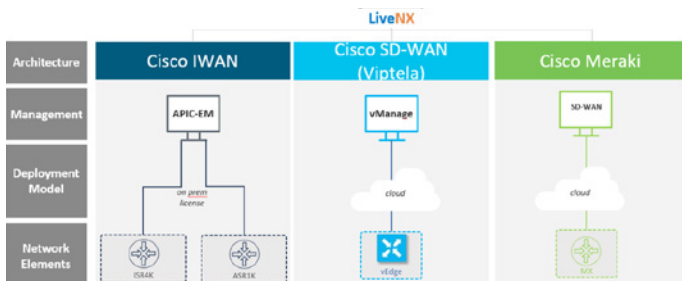 LiveNX
Architecture
Cisco IWAN
Cisco SD-WAN
(Viptela)
Cisco Meraki
Management
APIC-EM
vManage
SD-WAN
Deployment
Model
on prem
license
cloud
cloud
Network
Elements
ISR4K
ASR1K
vEdge
MX